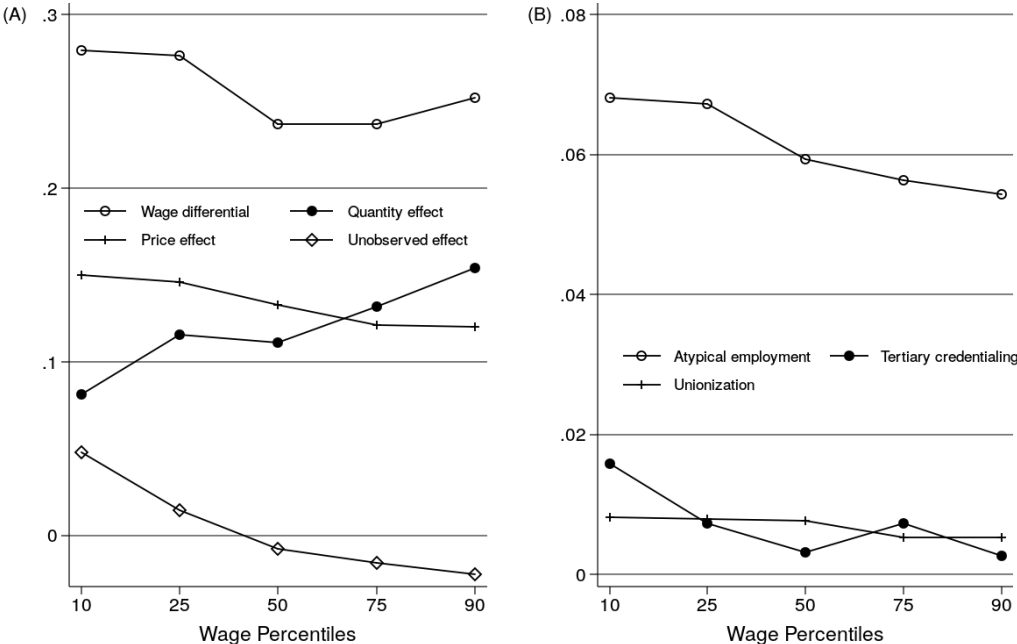 (A)
.3
.2
.1
0
Wage differential
Quantity effect
Price effect
Unobserved effect
10 25 50 75 90
Wage Percentiles
(B)
.08
.06
.04
.02
0
Atypical employment
Tertiary credentialing
Unionization
10 25 50 75 90
Wage Percentiles